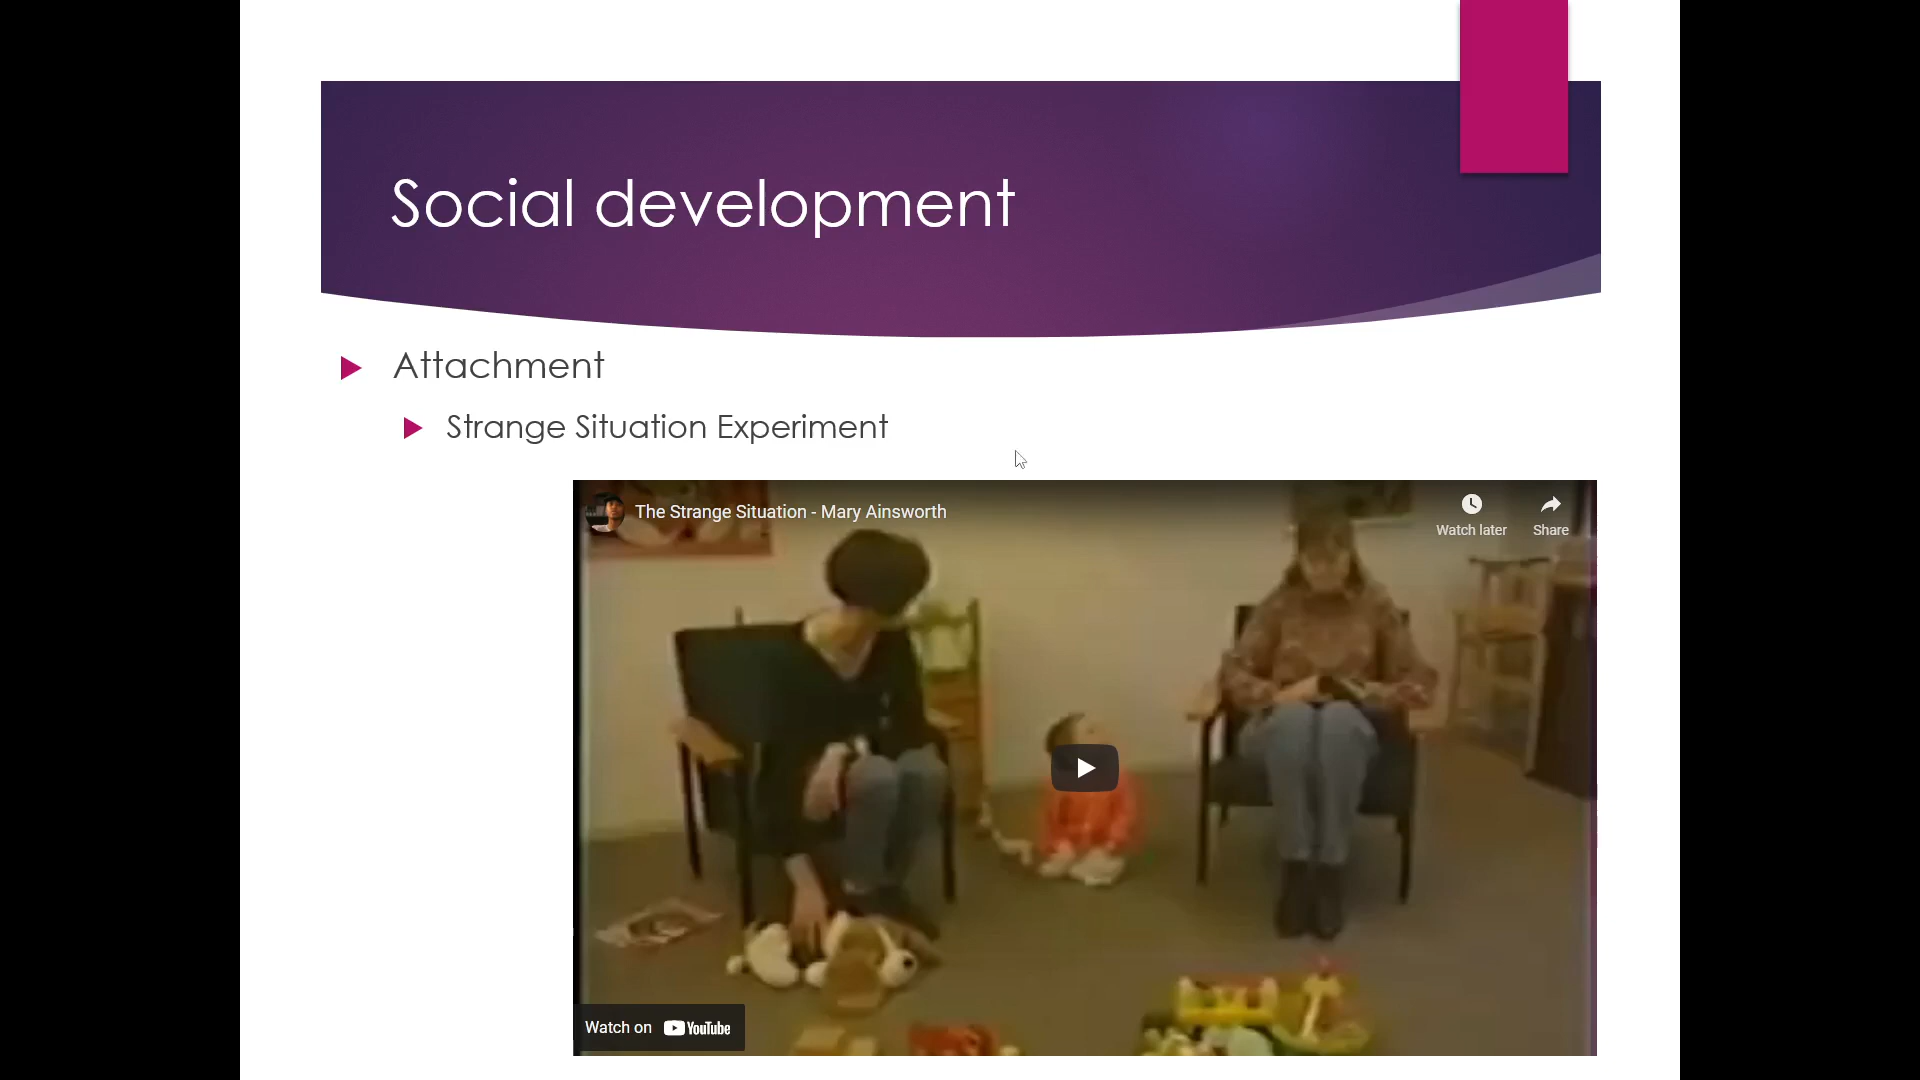 Social development
Attachment
Strange Situation Experiment
The Strange Situation - Mary Ainsworth
Watch later
Share
Watch on YouTube